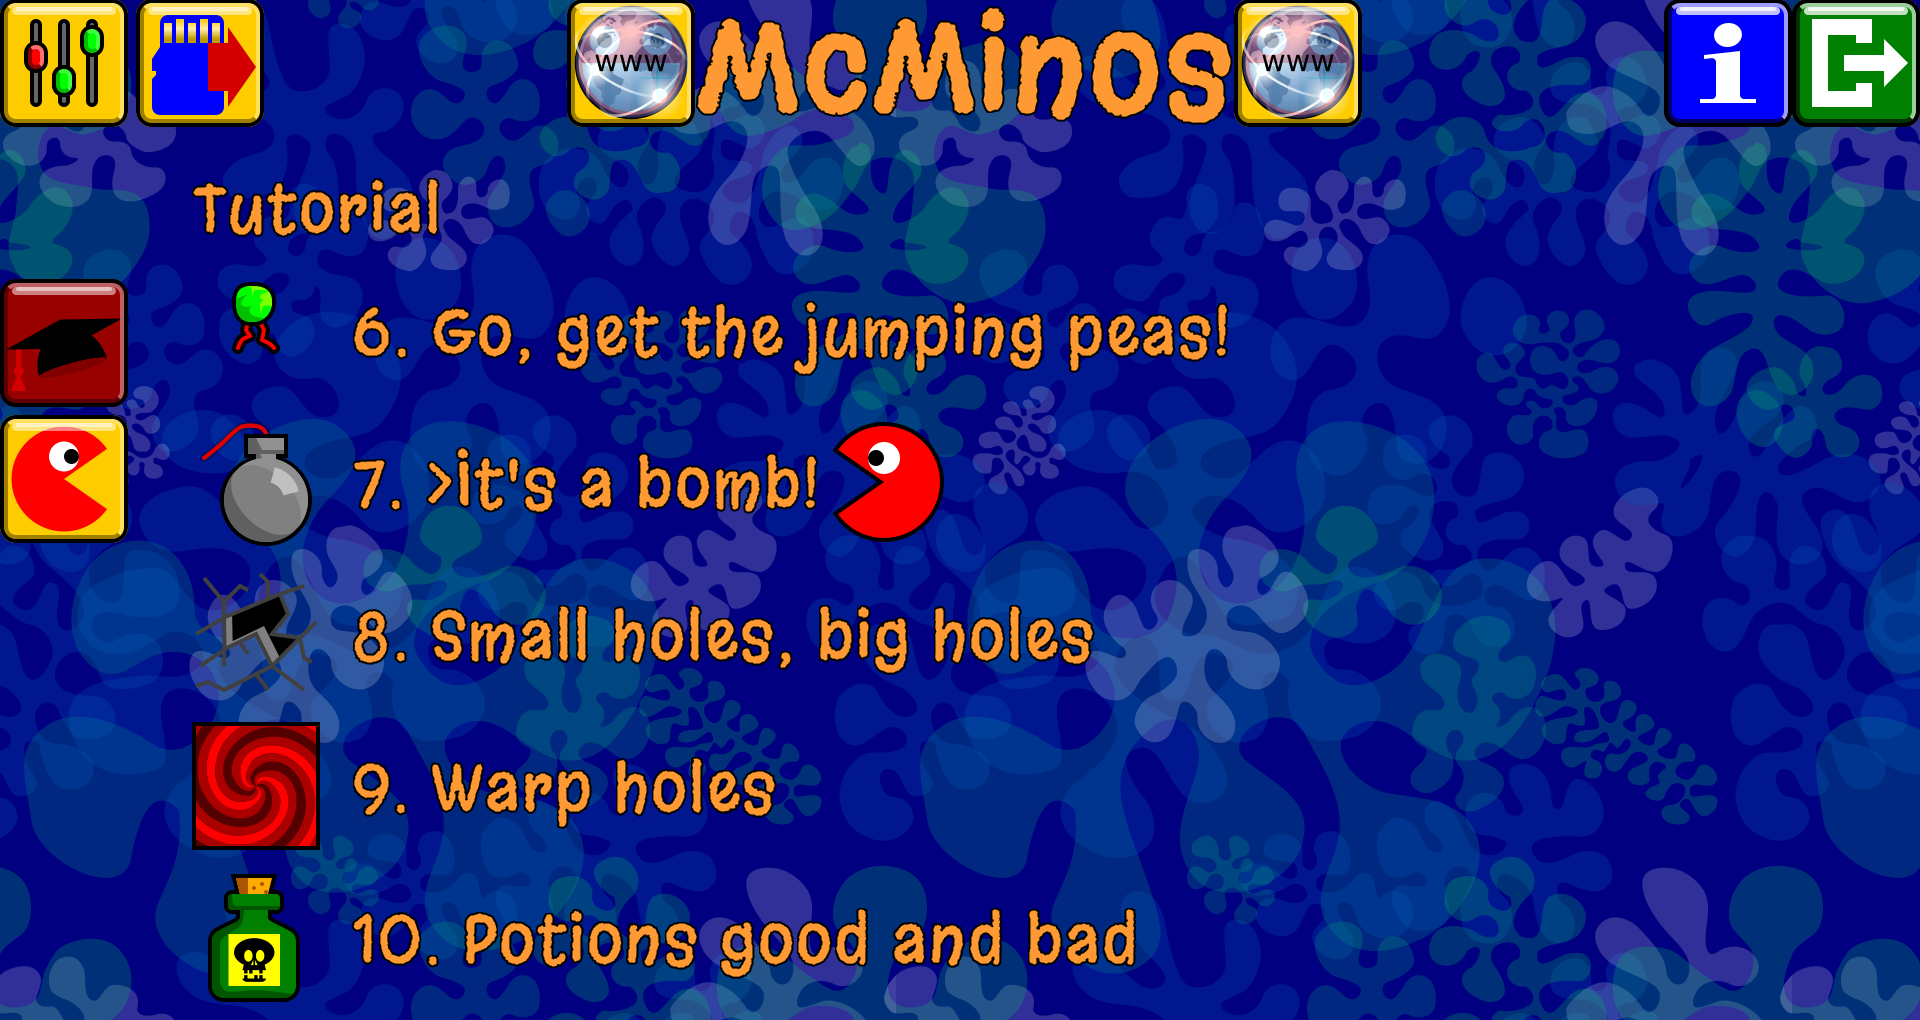 www McMinos www
Tutorial
6. Go, get the jumping peas!
7. >it's a bomb!
8. Small holes, big holes
9. Warp holes
10. Potions good and bad